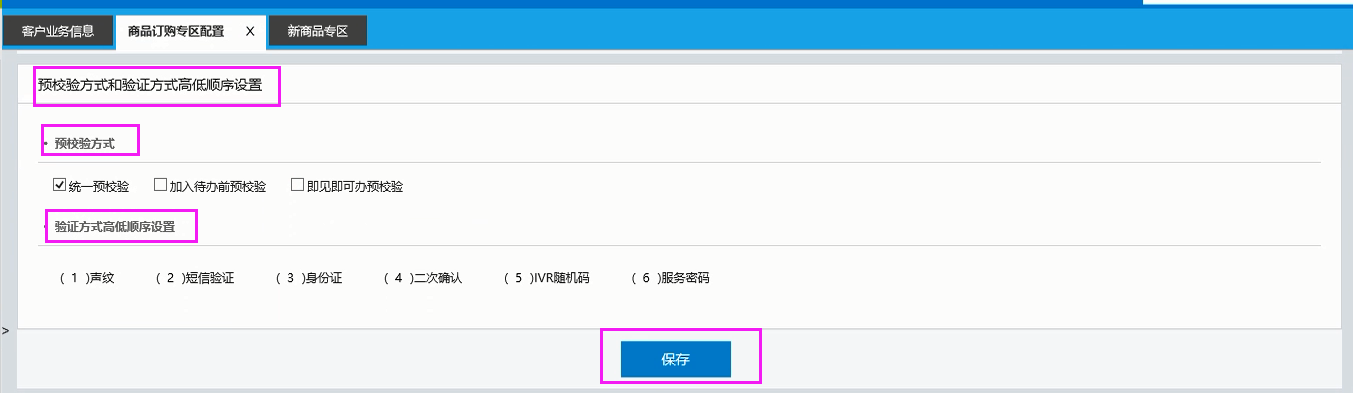 客户业务信息 商品订购专区配置 X 新商品专区
预校验方式和验证方式高低顺序设置
• 预校验方式
统一预校验 加入待办前预校验 即见即可办预校验
• 验证方式高低顺序设置
( 1 )声纹 ( 2 )短信验证 ( 3 )身份证 ( 4 )二次确认 ( 5 )IVR随机码 ( 6 )服务密码
>
保存